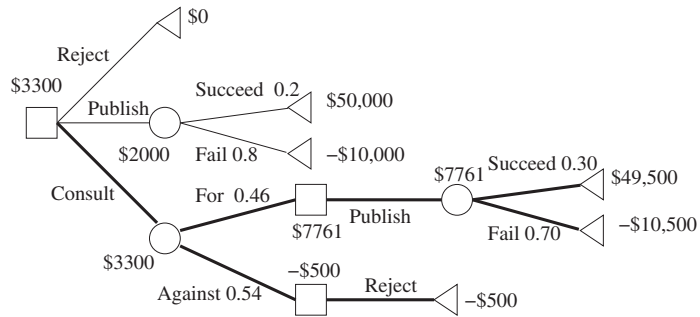 $0
Reject
$3300
Succeed 0.2
$50,000
Publish
$2000
Fail 0.8
–$10,000
Consult
For 0.46
$7761
Succeed 0.30
$49,500
Publish
$7761
Fail 0.70
–$10,500
$3300
–$500
Against 0.54
Reject
–$500